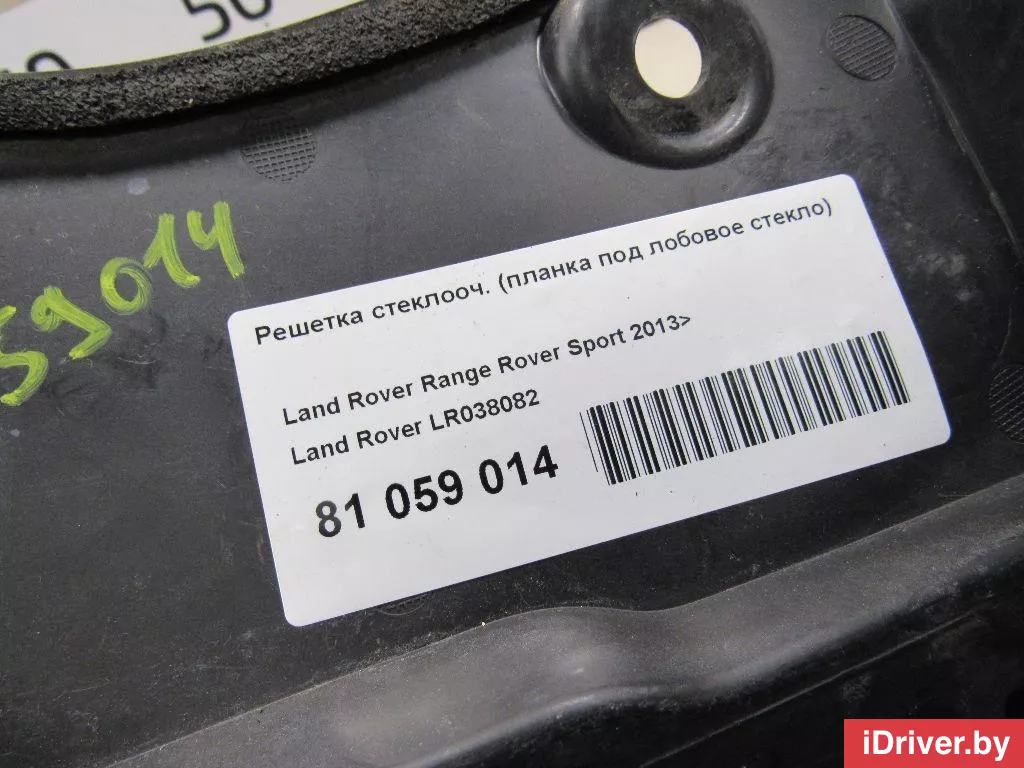 50
59014
Решетка стеклооч. (планка под лобовое стекло)
Land Rover Range Rover Sport 2013>
Land Rover LR038082
81 059 014
iDriver.by